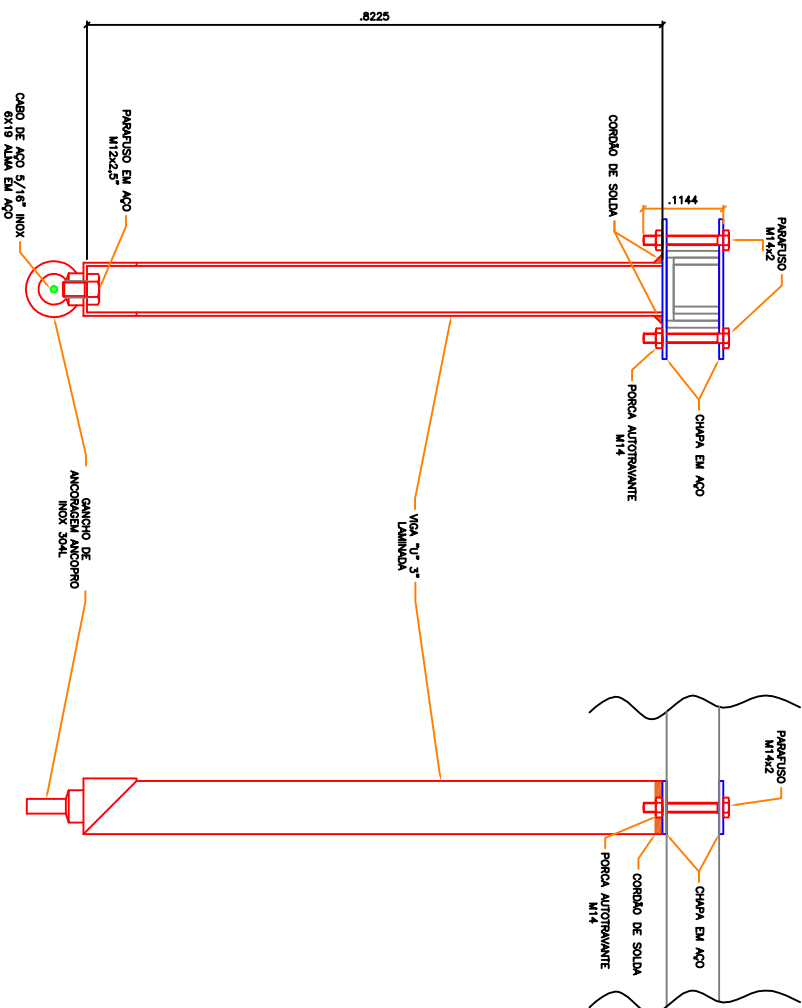 .8225
CABO DE AÇO 5/16" INOX
6X19 ALMA EM AÇO
PARAFUSO EM AÇO
M12x2,5"
CORDÃO DE SOLDA
.1144
PARAFUSO
M14x2
CHAPA EM AÇO
PORCA AUTOTRAVANTE
M14
GANCHO DE
ANCORAGEM ANCOPRO
INOX 304L
VIGA "U" 3"
LAMINADA
PARAFUSO
M14x2
CHAPA EM AÇO
CORDÃO DE SOLDA
PORCA AUTOTRAVANTE
M14